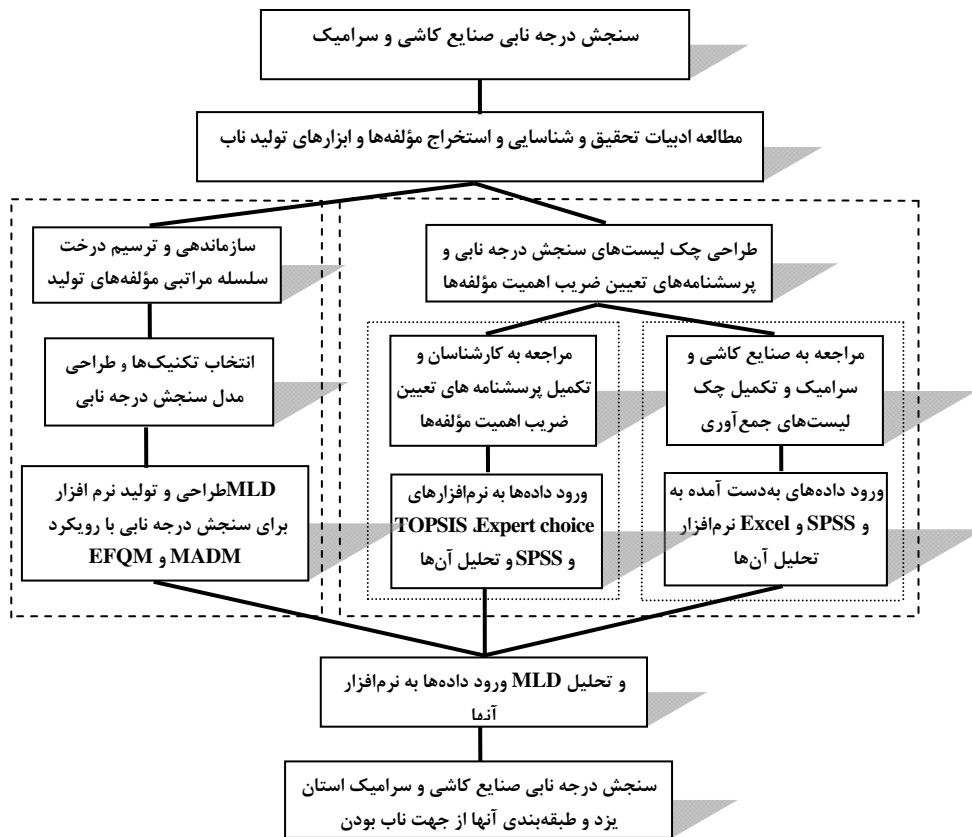 سنجش درجه نابی صنایع کاشی و سرامیک
مطالعه ادبیات تحقیق و شناسایی و استخراج مؤلفه‌ها و ابزارهای تولید ناب
طراحی چک لیست‌های سنجش درجه نابی و
پرسشنامه‌های تعیین ضریب اهمیت مؤلفه‌ها
سازماندهی و ترسیم درخت
سلسله مراتبی مؤلفه‌های تولید
مراجعه به صنایع کاشی و
سرامیک و تکمیل چک
لیست‌های جمع‌آوری
مراجعه به کارشناسان و
تکمیل پرسشنامه های تعیین
ضریب اهمیت مؤلفه‌ها
انتخاب تکنیک‌ها و طراحی
مدل سنجش درجه نابی
ورود داده‌های به‌دست آمده به
نرم‌افزار Excel و SPSS و
تحلیل آن‌ها
ورود داده‌ها به نرم‌افزارهای
TOPSIS ،Expert choice
و SPSS و تحلیل آن‌ها
طراحی و تولید نرم افزار MLD
برای سنجش درجه نابی با رویکرد
EFQM و MADM
ورود داده‌ها به نرم‌افزار MLD و تحلیل
آنها
سنجش درجه نابی صنایع کاشی و سرامیک استان
یزد و طبقه‌بندی آنها از جهت ناب بودن